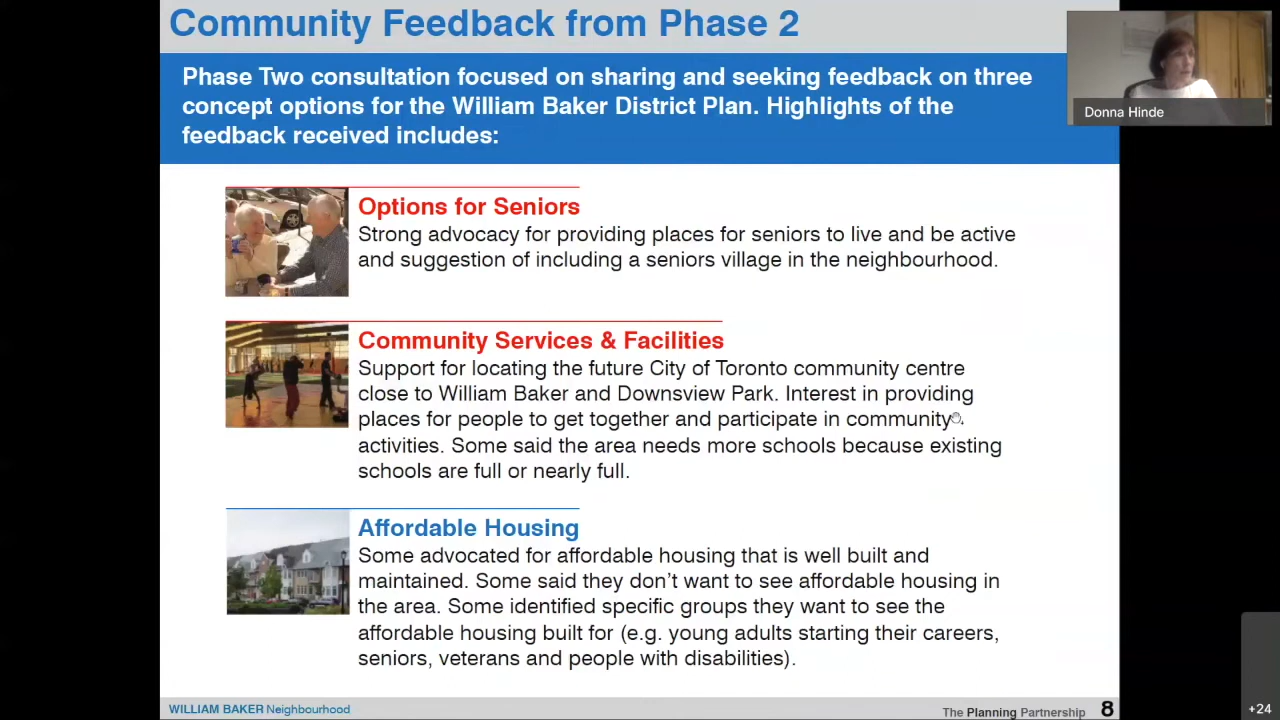 Community Feedback from Phase 2
Phase Two consultation focused on sharing and seeking feedback on three
concept options for the William Baker District Plan. Highlights of the
feedback received includes:
Donna Hinde
Options for Seniors
Strong advocacy for providing places for seniors to live and be active
and suggestion of including a seniors village in the neighbourhood.
Community Services & Facilities
Support for locating the future City of Toronto community centre
close to William Baker and Downsview Park. Interest in providing
places for people to get together and participate in community
activities. Some said the area needs more schools because existing
schools are full or nearly full.
Affordable Housing
Some advocated for affordable housing that is well built and
maintained. Some said they don’t want to see affordable housing in
the area. Some identified specific groups they want to see the
affordable housing built for (e.g. young adults starting their careers,
seniors, veterans and people with disabilities).
WILLIAM BAKER Neighbourhood
The Planning Partnership 8
+24